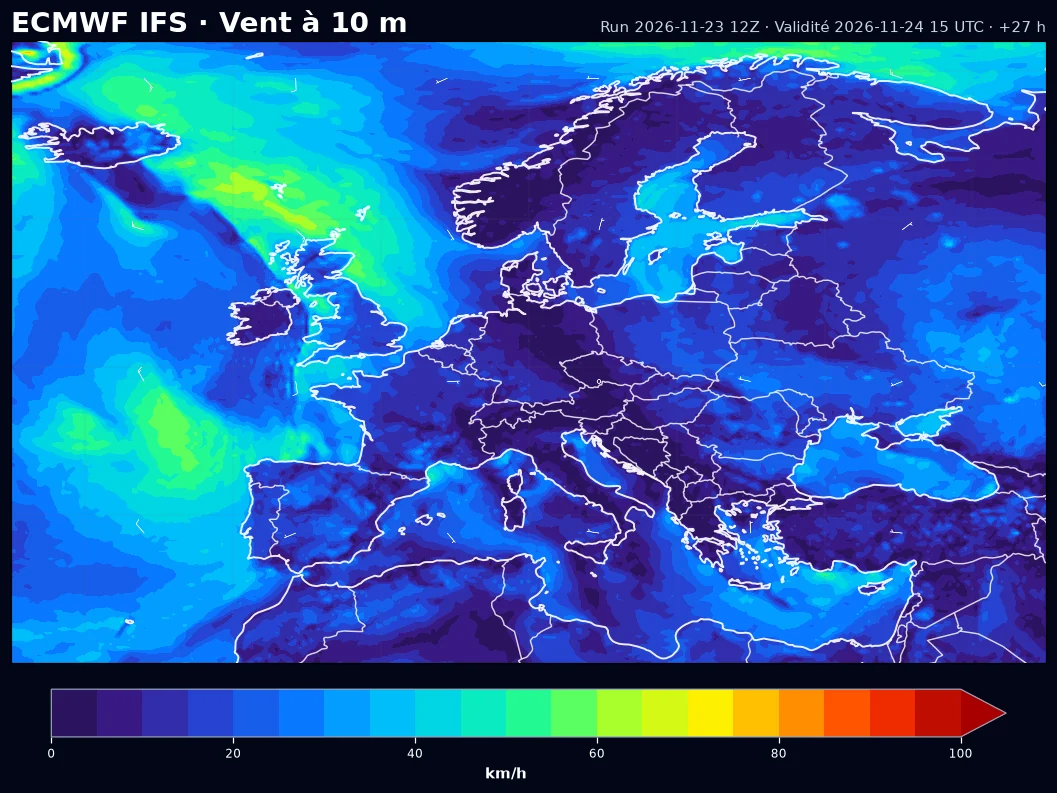 ECMWF IFS · Vent à 10 m
Run 2026-11-23 12Z · Validité 2026-11-24 15 UTC · +27 h
0 20 40 60 80 100
km/h